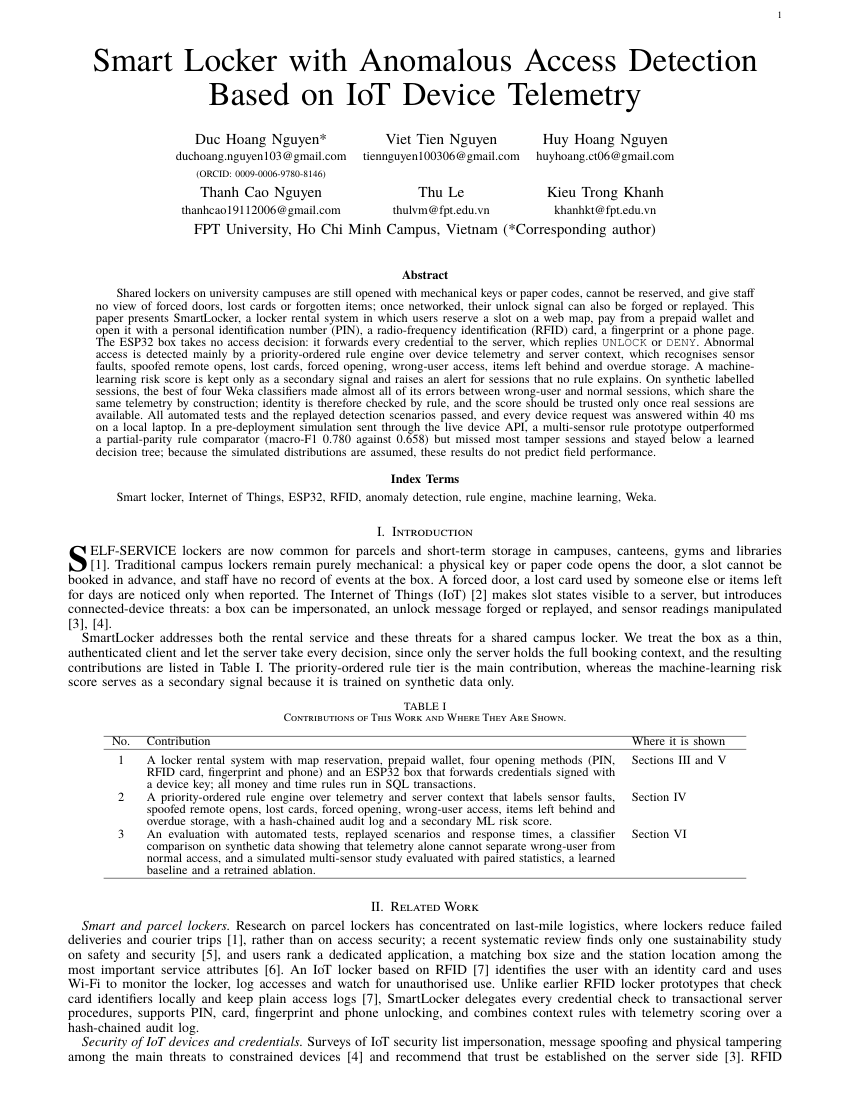 1
Smart Locker with Anomalous Access Detection
Based on IoT Device Telemetry
Duc Hoang Nguyen*
duchoang.nguyen103@gmail.com
(ORCID: 0009-0006-9780-8146)
Viet Tien Nguyen
tiennguyen100306@gmail.com
Huy Hoang Nguyen
huyhoang.ct06@gmail.com
Thanh Cao Nguyen
thanhcao19112006@gmail.com
Thu Le
thulvm@fpt.edu.vn
Kieu Trong Khanh
khanhkt@fpt.edu.vn
FPT University, Ho Chi Minh Campus, Vietnam (*Corresponding author)
Abstract
Shared lockers on university campuses are still opened with mechanical keys or paper codes, cannot be reserved, and give staff
no view of forced doors, lost cards or forgotten items; once networked, their unlock signal can also be forged or replayed. This
paper presents SmartLocker, a locker rental system in which users reserve a slot on a web map, pay from a prepaid wallet and
open it with a personal identification number (PIN), a radio-frequency identification (RFID) card, a fingerprint or a phone page.
The ESP32 box takes no access decision: it forwards every credential to the server, which replies UNLOCK or DENY. Abnormal
access is detected mainly by a priority-ordered rule engine over device telemetry and server context, which recognises sensor
faults, spoofed remote opens, lost cards, forced opening, wrong-user access, items left behind and overdue storage. A machine-
learning risk score is kept only as a secondary signal and raises an alert for sessions that no rule explains. On synthetic labelled
sessions, the best of four Weka classifiers made almost all of its errors between wrong-user and normal sessions, which share the
same telemetry by construction; identity is therefore checked by rule, and the score should be trusted only once real sessions are
available. All automated tests and the replayed detection scenarios passed, and every device request was answered within 40 ms
on a local laptop. In a pre-deployment simulation sent through the live device API, a multi-sensor rule prototype outperformed
a partial-parity rule comparator (macro-F1 0.780 against 0.658) but missed most tamper sessions and stayed below a learned
decision tree; because the simulated distributions are assumed, these results do not predict field performance.
Index Terms
Smart locker, Internet of Things, ESP32, RFID, anomaly detection, rule engine, machine learning, Weka.
I. Introduction
SELF-SERVICE lockers are now common for parcels and short-term storage in campuses, canteens, gyms and libraries
[1]. Traditional campus lockers remain purely mechanical: a physical key or paper code opens the door, a slot cannot be
booked in advance, and staff have no record of events at the box. A forced door, a lost card used by someone else or items left
for days are noticed only when reported. The Internet of Things (IoT) [2] makes slot states visible to a server, but introduces
connected-device threats: a box can be impersonated, an unlock message forged or replayed, and sensor readings manipulated
[3], [4].
SmartLocker addresses both the rental service and these threats for a shared campus locker. We treat the box as a thin,
authenticated client and let the server take every decision, since only the server holds the full booking context, and the resulting
contributions are listed in Table I. The priority-ordered rule tier is the main contribution, whereas the machine-learning risk
score serves as a secondary signal because it is trained on synthetic data only.
TABLE I
Contributions of This Work and Where They Are Shown.
No. Contribution Where it is shown
1 A locker rental system with map reservation, prepaid wallet, four opening methods (PIN, Sections III and V
RFID card, fingerprint and phone) and an ESP32 box that forwards credentials signed with
a device key; all money and time rules run in SQL transactions.
2 A priority-ordered rule engine over telemetry and server context that labels sensor faults, Section IV
spoofed remote opens, lost cards, forced opening, wrong-user access, items left behind and
overdue storage, with a hash-chained audit log and a secondary ML risk score.
3 An evaluation with automated tests, replayed scenarios and response times, a classifier Section VI
comparison on synthetic data showing that telemetry alone cannot separate wrong-user from
normal access, and a simulated multi-sensor study evaluated with paired statistics, a learned
baseline and a retrained ablation.
II. Related Work
Smart and parcel lockers. Research on parcel lockers has concentrated on last-mile logistics, where lockers reduce failed
deliveries and courier trips [1], rather than on access security; a recent systematic review finds only one sustainability study
on safety and security [5], and users rank a dedicated application, a matching box size and the station location among the
most important service attributes [6]. An IoT locker based on RFID [7] identifies the user with an identity card and uses
Wi-Fi to monitor the locker, log accesses and watch for unauthorised use. Unlike earlier RFID locker prototypes that check
card identifiers locally and keep plain access logs [7], SmartLocker delegates every credential check to transactional server
procedures, supports PIN, card, fingerprint and phone unlocking, and combines context rules with telemetry scoring over a
hash-chained audit log.
Security of IoT devices and credentials. Surveys of IoT security list impersonation, message spoofing and physical tampering
among the main threats to constrained devices [4] and recommend that trust be established on the server side [3]. RFID